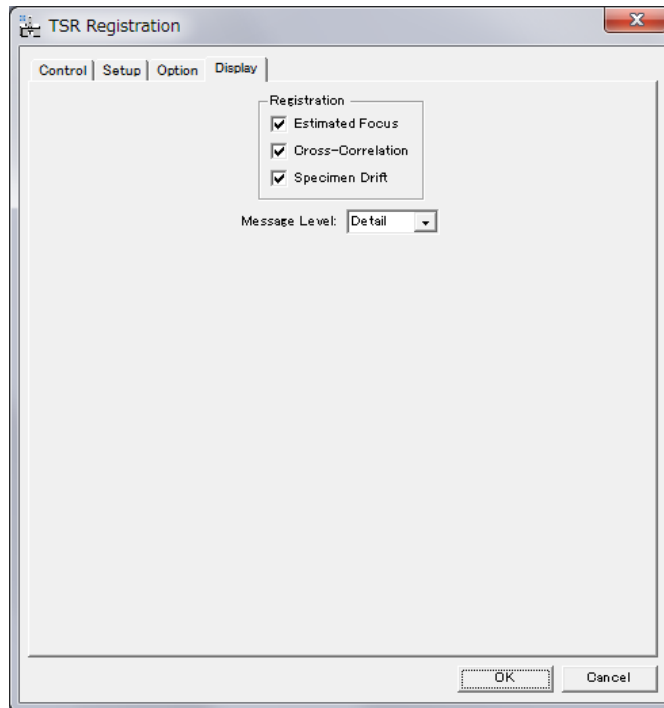 TSR Registration
Control Setup Option Display
Registration
Estimated Focus
Cross-Correlation
Specimen Drift
Message Level: Detail
OK Cancel